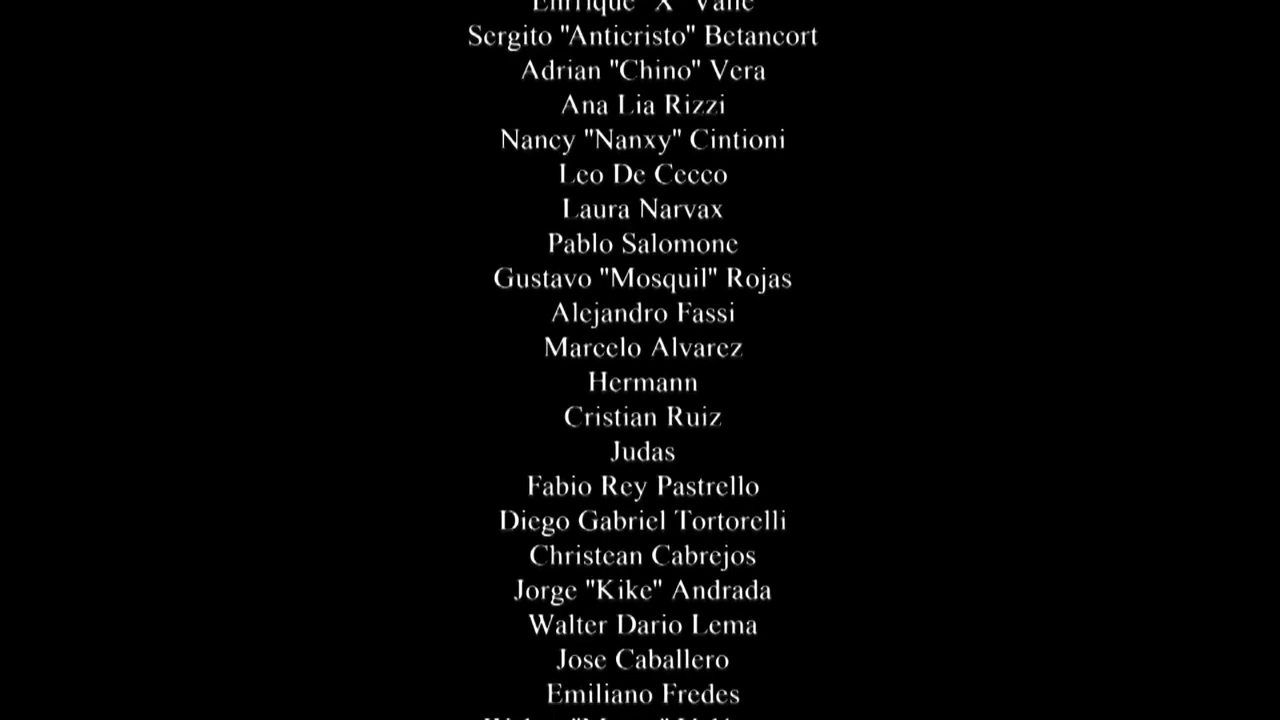 Sergito "Anticristo" Betancort
Adrian "Chino" Vera
Ana Lia Rizzi
Nancy "Nanxy" Cintioni
Leo De Cecco
Laura Narvax
Pablo Salomone
Gustavo "Mosquil" Rojas
Alejandro Fassi
Marcelo Alvarez
Hermann
Cristian Ruiz
Judas
Fabio Rey Pastrello
Diego Gabriel Tortorelli
Christean Cabrejos
Jorge "Kike" Andrada
Walter Dario Lema
Jose Caballero
Emiliano Fredes